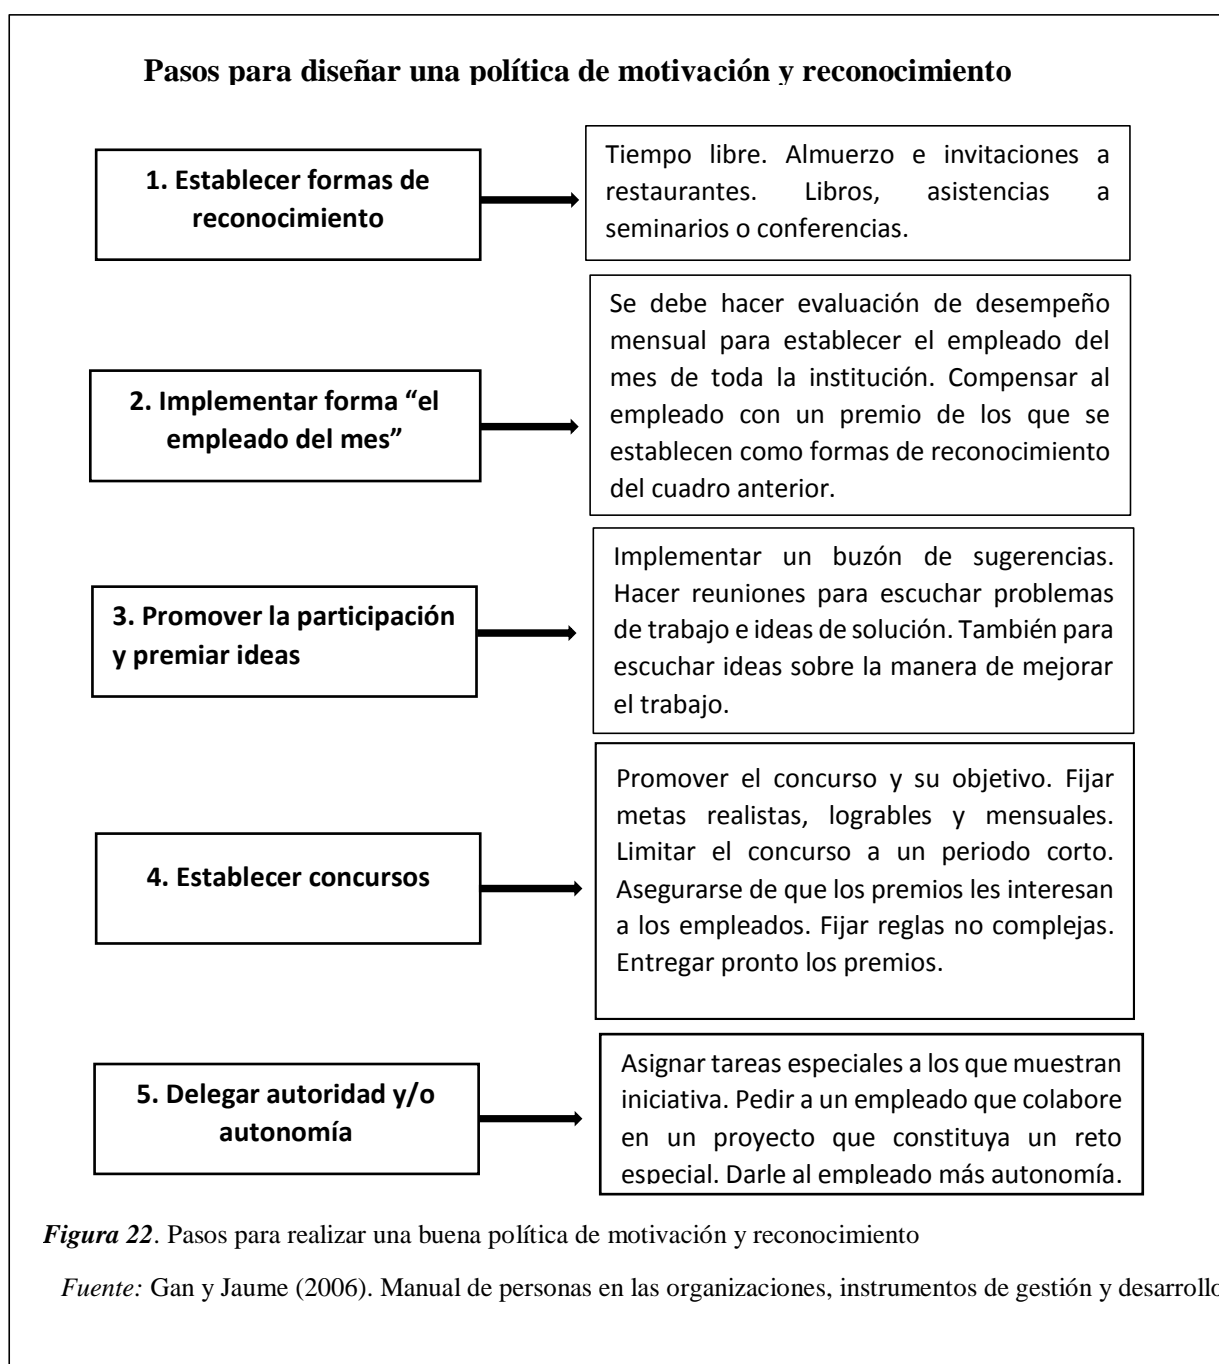 Pasos para diseñar una política de motivación y reconocimiento
1. Establecer formas de
reconocimiento
Tiempo libre. Almuerzo e invitaciones a
restaurantes. Libros, asistencias a
seminarios o conferencias.
2. Implementar forma “el
empleado del mes”
Se debe hacer evaluación de desempeño
mensual para establecer el empleado del
mes de toda la institución. Compensar al
empleado con un premio de los que se
establecen como formas de reconocimiento
del cuadro anterior.
3. Promover la participación
y premiar ideas
Implementar un buzón de sugerencias.
Hacer reuniones para escuchar problemas
de trabajo e ideas de solución. También para
escuchar ideas sobre la manera de mejorar
el trabajo.
4. Establecer concursos
Promover el concurso y su objetivo. Fijar
metas realistas, logrables y mensuales.
Limitar el concurso a un periodo corto.
Asegurarse de que los premios les interesan
a los empleados. Fijar reglas no complejas.
Entregar pronto los premios.
5. Delegar autoridad y/o
autonomía
Asignar tareas especiales a los que muestran
iniciativa. Pedir a un empleado que colabore
en un proyecto que constituya un reto
especial. Darle al empleado más autonomía.
Figura 22. Pasos para realizar una buena política de motivación y reconocimiento
Fuente: Gan y Jaume (2006). Manual de personas en las organizaciones, instrumentos de gestión y desarrollo